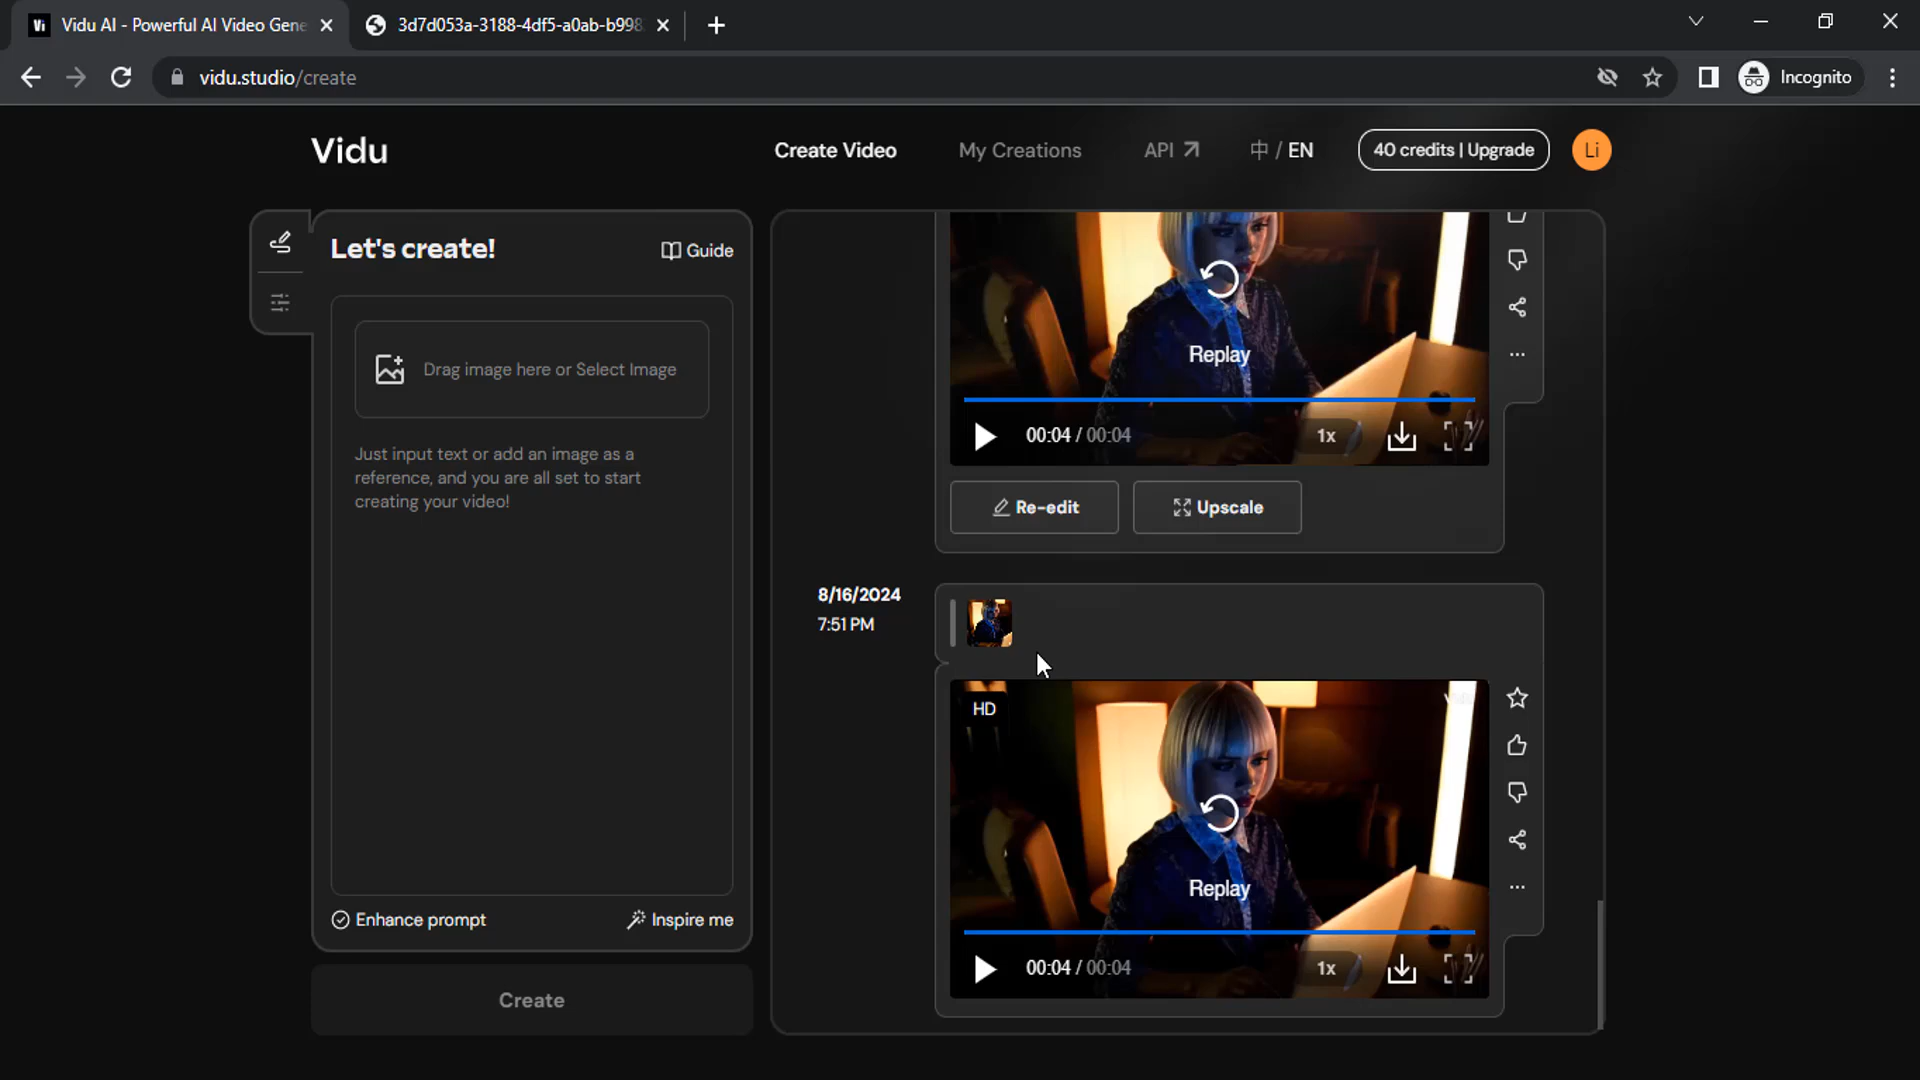 Vidu AI - Powerful AI Video Gene
3d7d053a-3188-4df5-a0ab-b998
vidu.studio/create
Incognito
Vidu
Create Video
My Creations
API
中 / EN
40 credits | Upgrade
Li
Let's create!
Guide
Drag image here or Select Image
Just input text or add an image as a
reference, and you are all set to start
creating your video!
Enhance prompt
Inspire me
Create
Replay
00:04 / 00:04
1x
Re-edit
Upscale
8/16/2024
7:51 PM
HD
Replay
00:04 / 00:04
1x